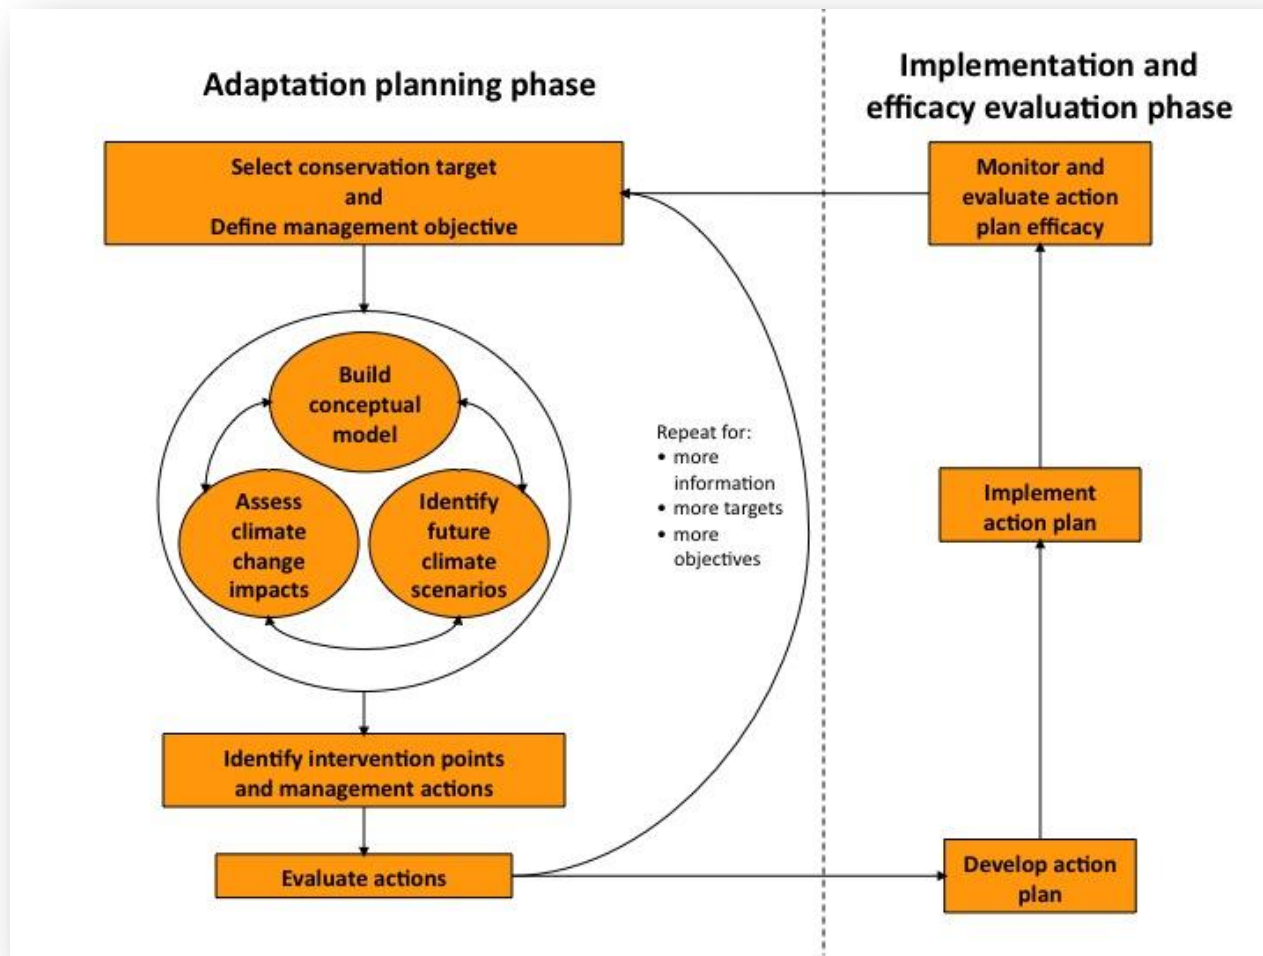 Adaptation planning phase
Implementation and
efficacy evaluation phase
Select conservation target
and
Define management objective
Monitor and
evaluate action
plan efficacy
Build
conceptual
model
Assess
climate
change
impacts
Identify
future
climate
scenarios
Repeat for:
• more
information
• more targets
• more
objectives
Implement
action plan
Identify intervention points
and management actions
Evaluate actions
Develop action
plan